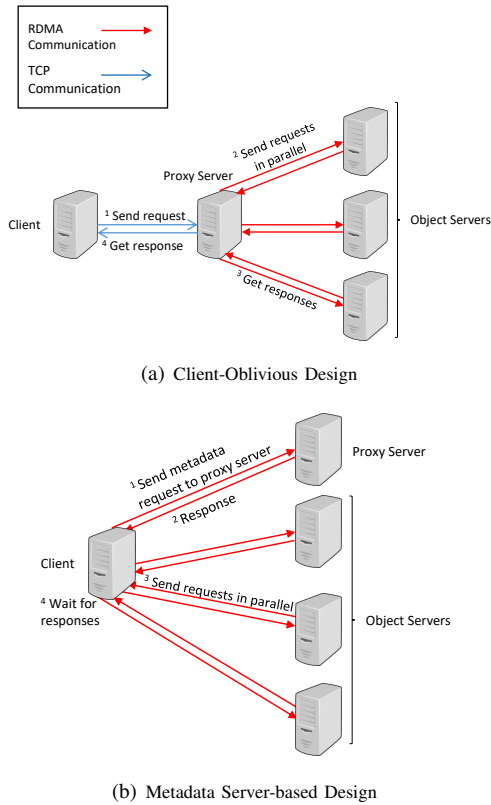 RDMA
Communication
TCP
Communication
2 Send requests
in parallel
Proxy Server
Client
1 Send request
4 Get response
Object Servers
3 Get responses
(a) Client-Oblivious Design
1 Send metadata
request to proxy server
Proxy Server
2 Response
Client
3 Send requests in parallel
4 Wait for
responses
Object Servers
(b) Metadata Server-based Design